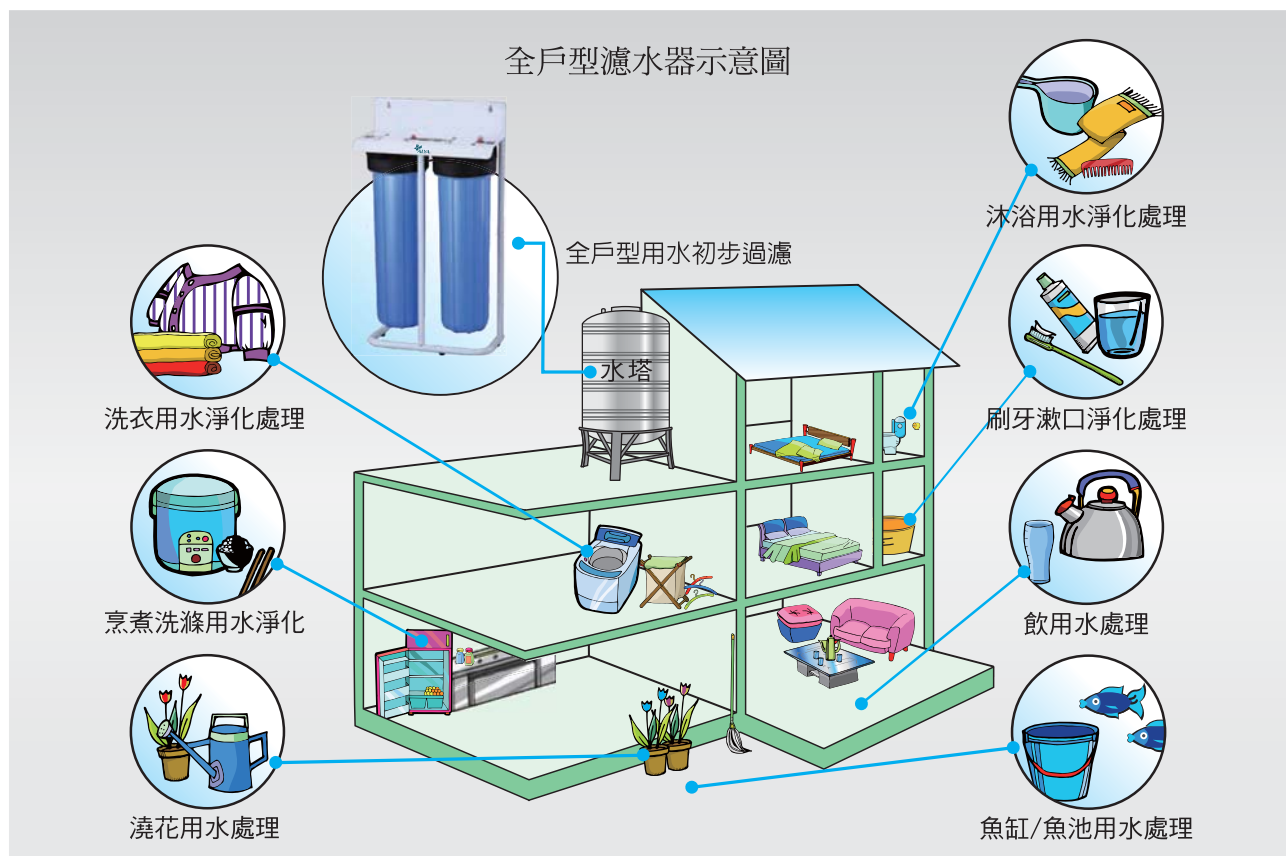 全戶型濾水器示意圖
全戶型用水初步過濾
水塔
洗衣用水淨化處理
烹煮洗滌用水淨化
澆花用水處理
沐浴用水淨化處理
刷牙漱口淨化處理
飲用水處理
魚缸/魚池用水處理